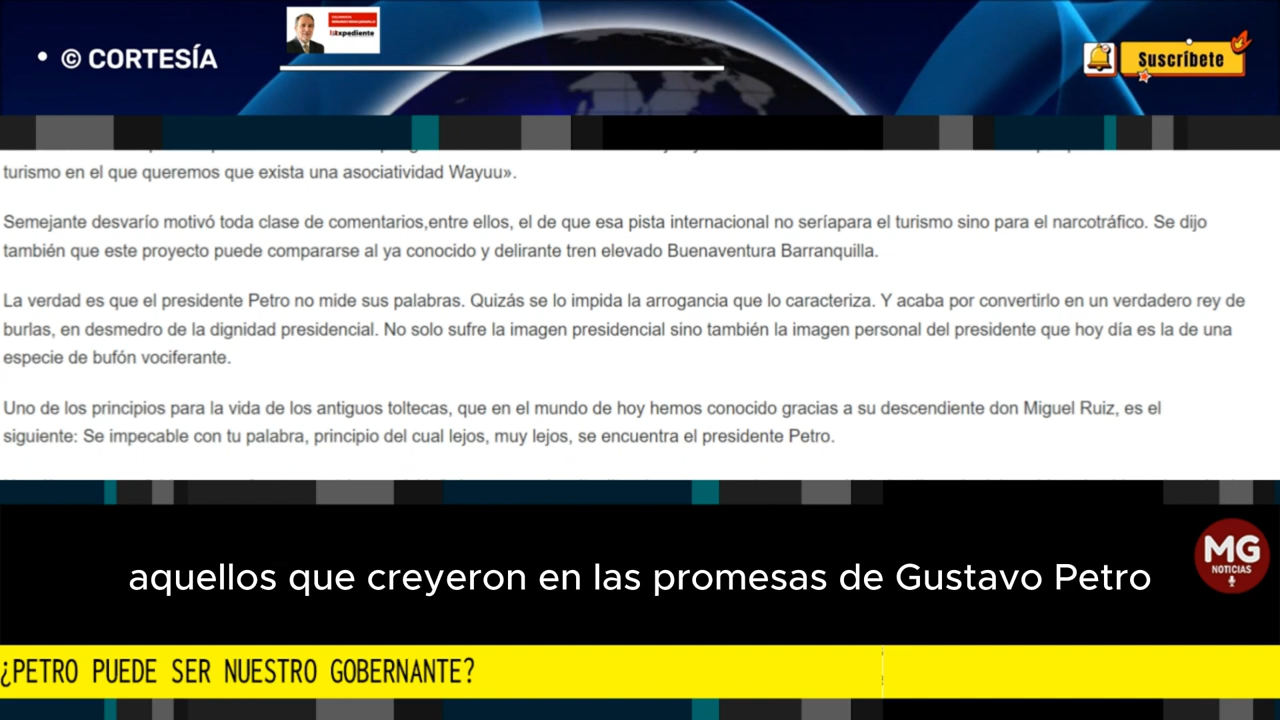 • © CORTESÍA
Expediente
Suscríbete
turismo en el que queremos que exista una asociatividad Wayuu».
Semejante desvarío motivó toda clase de comentarios,entre ellos, el de que esa pista internacional no seríapara el turismo sino para el narcotráfico. Se dijo
también que este proyecto puede compararse al ya conocido y delirante tren elevado Buenaventura Barranquilla.
La verdad es que el presidente Petro no mide sus palabras. Quizás se lo impida la arrogancia que lo caracteriza. Y acaba por convertirlo en un verdadero rey de
burlas, en desmedro de la dignidad presidencial. No solo sufre la imagen presidencial sino también la imagen personal del presidente que hoy día es la de una
especie de bufón vociferante.
Uno de los principios para la vida de los antiguos toltecas, que en el mundo de hoy hemos conocido gracias a su descendiente don Miguel Ruiz, es el
siguiente: Se impecable con tu palabra, principio del cual lejos, muy lejos, se encuentra el presidente Petro.
aquellos que creyeron en las promesas de Gustavo Petro
MG
NOTICIAS
¿PETRO PUEDE SER NUESTRO GOBERNANTE?